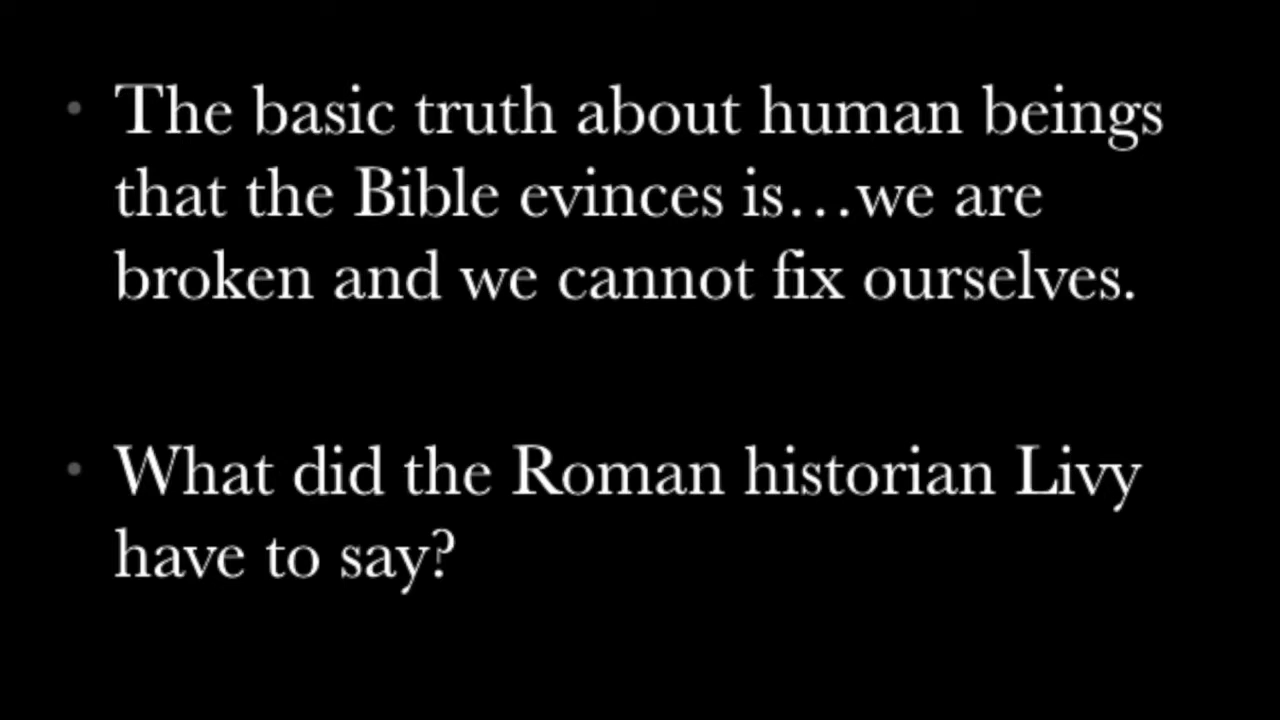 • The basic truth about human beings
that the Bible evinces is…we are
broken and we cannot fix ourselves.
• What did the Roman historian Livy
have to say?